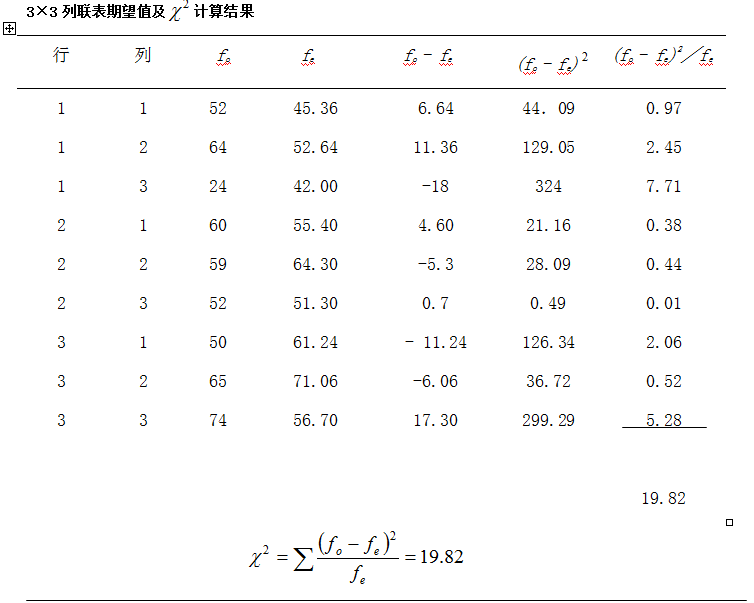 3×3 列联表期望值及 χ² 计算结果
行 列 fₒ fₑ fₒ － fₑ (fₒ－fₑ)² (fₒ－fₑ)²／fₑ
1 1 52 45.36 6.64 44．09 0.97
1 2 64 52.64 11.36 129.05 2.45
1 3 24 42.00 -18 324 7.71
2 1 60 55.40 4.60 21.16 0.38
2 2 59 64.30 -5.3 28.09 0.44
2 3 52 51.30 0.7 0.49 0.01
3 1 50 61.24 - 11.24 126.34 2.06
3 2 65 71.06 -6.06 36.72 0.52
3 3 74 56.70 17.30 299.29 5.28
19.82
χ² = ∑ (fₒ − fₑ)² / fₑ = 19.82